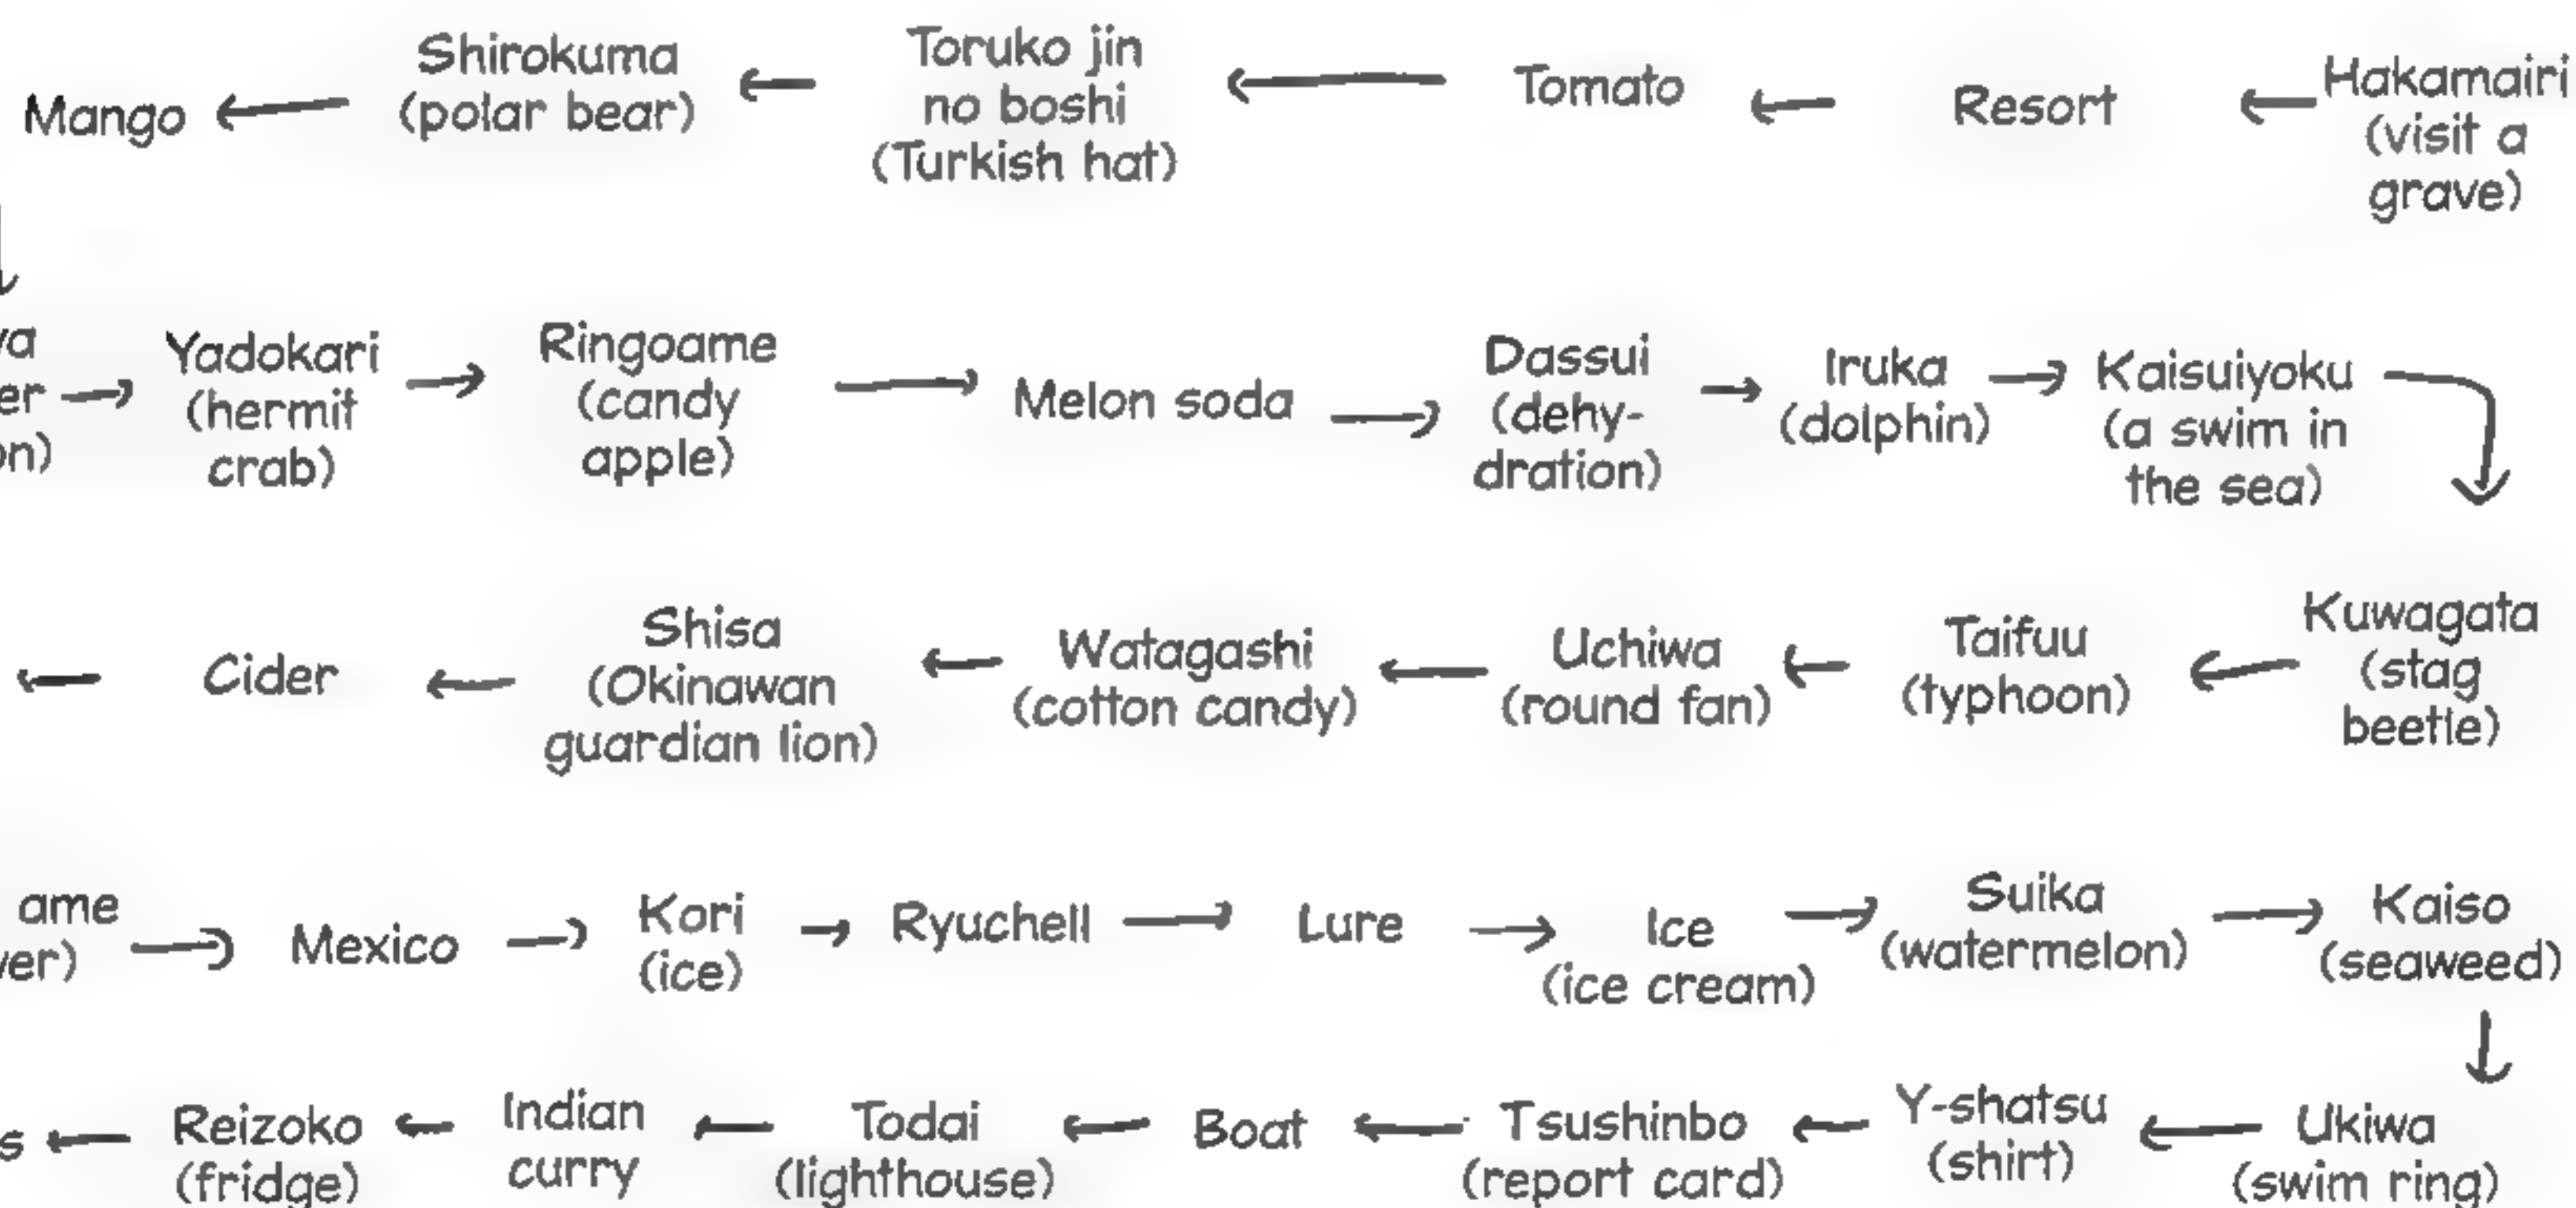 Mango
Shirokuma
(polar bear)
Toruko jin
no boshi
(Turkish hat)
Tomato
Resort
Hakamairi
(visit a
grave)
Yadokari
(hermit
crab)
Ringoame
(candy
apple)
Melon soda
Dassui
(dehy-
dration)
Iruka
(dolphin)
Kaisuiyoku
(a swim in
the sea)
Cider
Shisa
(Okinawan
guardian lion)
Watagashi
(cotton candy)
Uchiwa
(round fan)
Taifuu
(typhoon)
Kuwagata
(stag
beetle)
ame
Mexico
Kori
(ice)
Ryuchell
Lure
Ice
(ice cream)
Suika
(watermelon)
Kaiso
(seaweed)
Reizoko
(fridge)
Indian
curry
Todai
(lighthouse)
Boat
Tsushinbo
(report card)
Y-shatsu
(shirt)
Ukiwa
(swim ring)